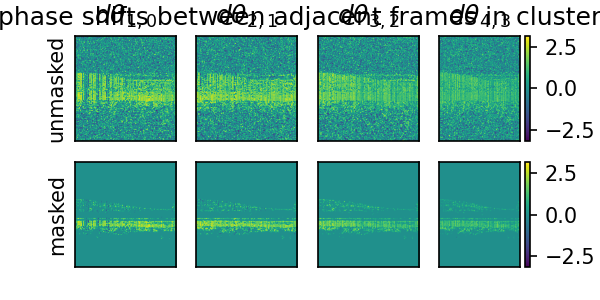 phase shifts between adjacent frames in cluster
dθ1,0 dθ2,1 dθ3,2 dθ4,3
unmasked
2.5
0.0
−2.5
masked
2.5
0.0
−2.5